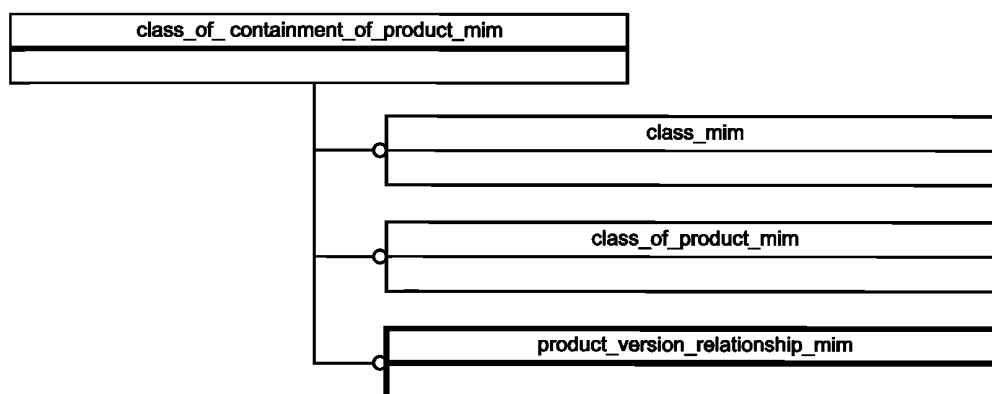 class_of_ containment_of_product_mim
class_mim
class_of_product_mim
product_version_relationship_mim